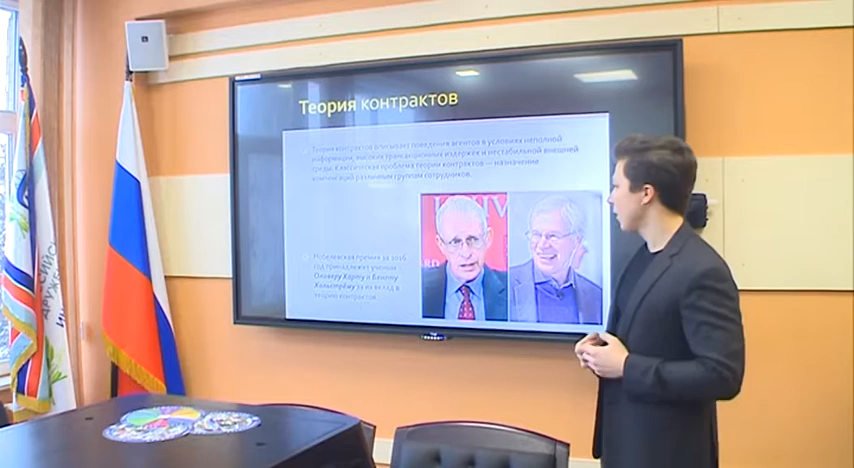 Теория контрактов
Теория контрактов описывает поведения агентов в условиях неполной
информации, высоких трансакционных издержек и нестабильной внешней
среды. Классическая проблема теории контрактов — назначение
компенсаций различным группам сотрудников.
Нобелевская премия за 2016
год принадлежит ученым
Оливеру Харту и Бенгту
Хольстрёму за их вклад в
теорию контрактов.